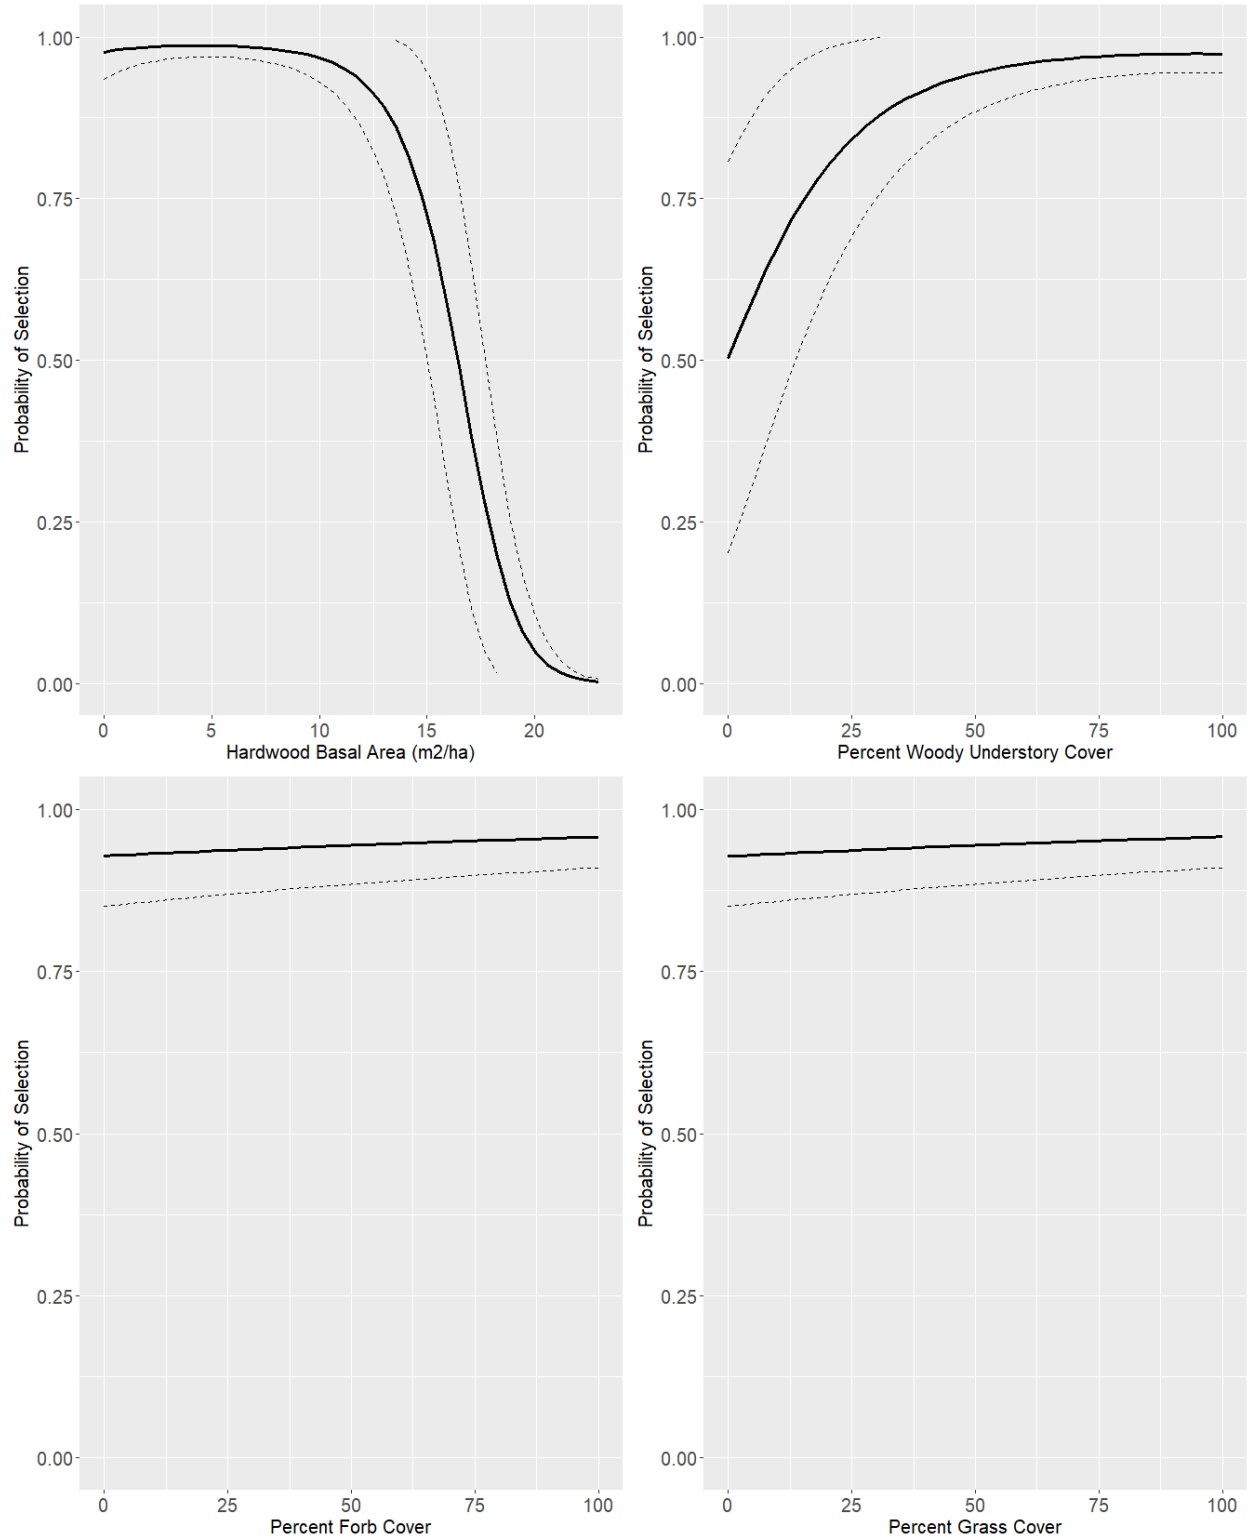 1.00
0.75
0.50
0.25
0.00
Probability of Selection
0 5 10 15 20
Hardwood Basal Area (m2/ha)
1.00
0.75
0.50
0.25
0.00
Probability of Selection
0 25 50 75 100
Percent Woody Understory Cover
1.00
0.75
0.50
0.25
0.00
Probability of Selection
0 25 50 75 100
Percent Forb Cover
1.00
0.75
0.50
0.25
0.00
Probability of Selection
0 25 50 75 100
Percent Grass Cover